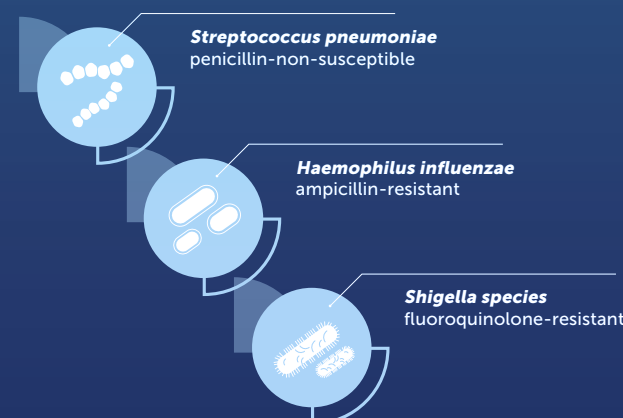 Streptococcus pneumoniae
penicillin-non-susceptible
Haemophilus influenzae
ampicillin-resistant
Shigella species
fluoroquinolone-resistant